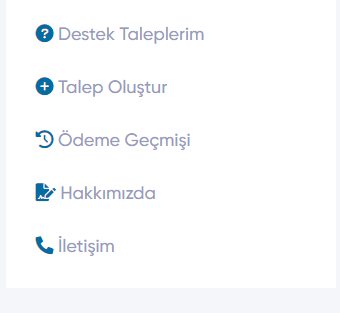 Destek Taleplerim
Talep Oluştur
Ödeme Geçmişi
Hakkımızda
İletişim